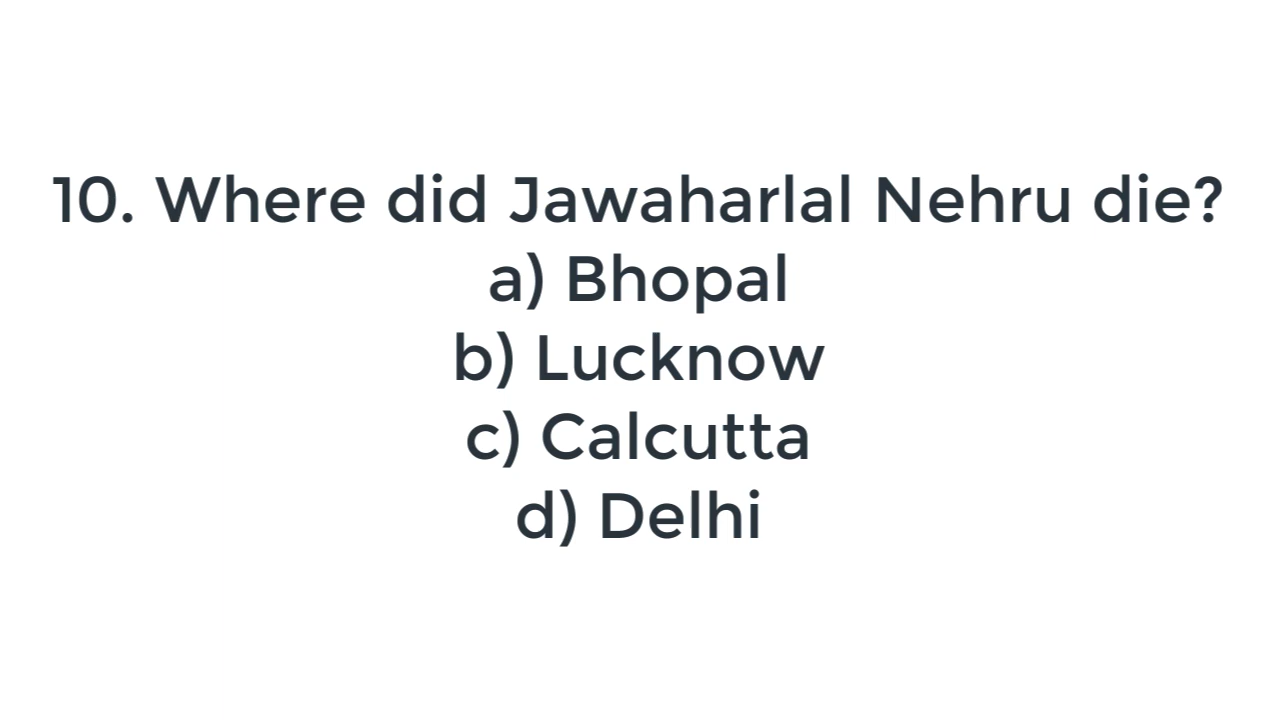 10. Where did Jawaharlal Nehru die?
a) Bhopal
b) Lucknow
c) Calcutta
d) Delhi